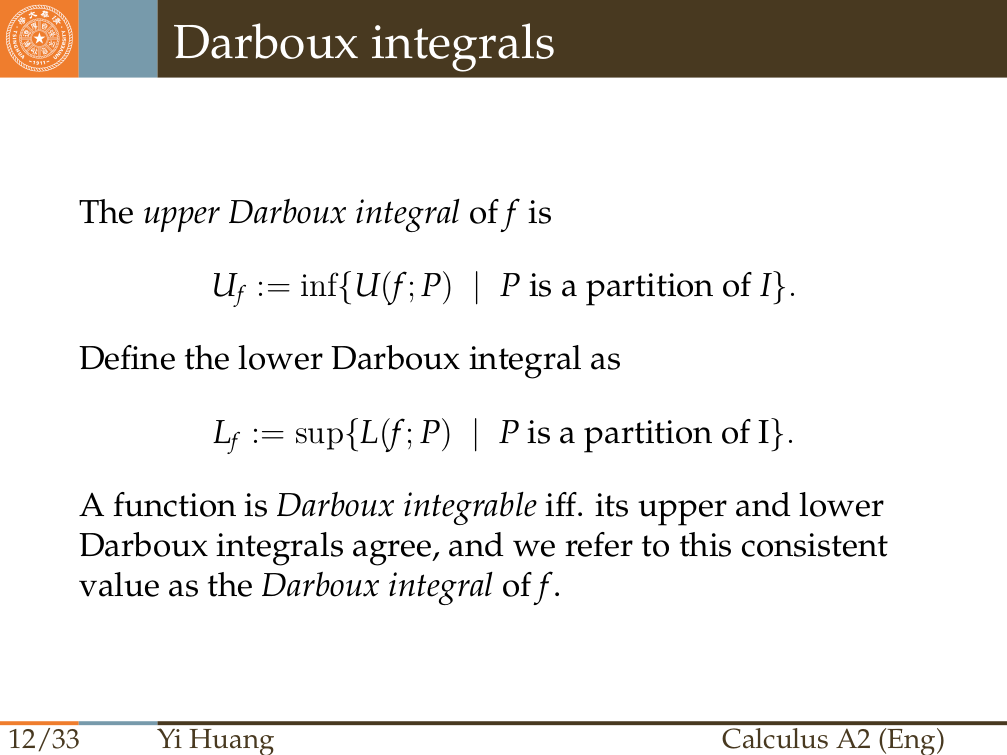 Darboux integrals
The upper Darboux integral of f is
U_f := inf{U(f; P) | P is a partition of I}.
Define the lower Darboux integral as
L_f := sup{L(f; P) | P is a partition of I}.
A function is Darboux integrable iff. its upper and lower
Darboux integrals agree, and we refer to this consistent
value as the Darboux integral of f.
12/33 Yi Huang Calculus A2 (Eng)